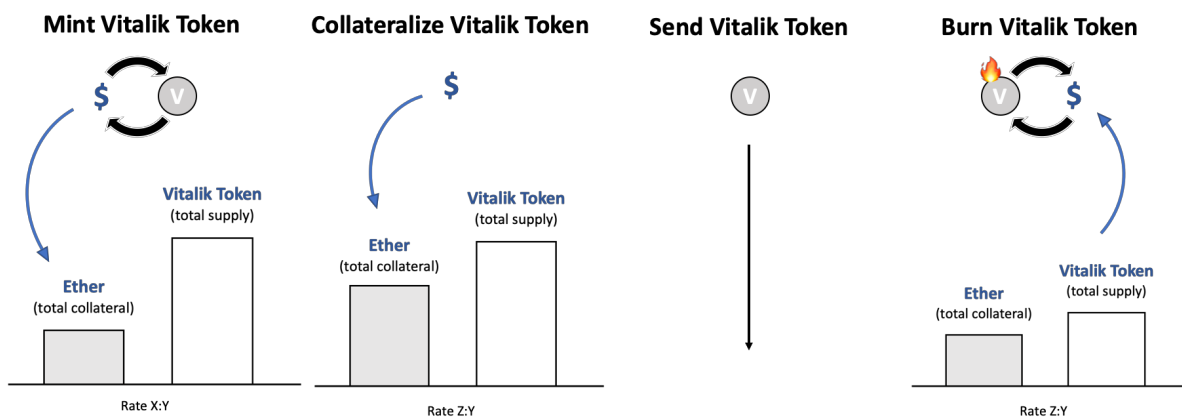 Mint Vitalik Token
$
V
Vitalik Token
(total supply)
Ether
(total collateral)
Rate X:Y
Collateralize Vitalik Token
$
Vitalik Token
(total supply)
Ether
(total collateral)
Rate Z:Y
Send Vitalik Token
V
Burn Vitalik Token
V
$
Vitalik Token
(total supply)
Ether
(total collateral)
Rate Z:Y